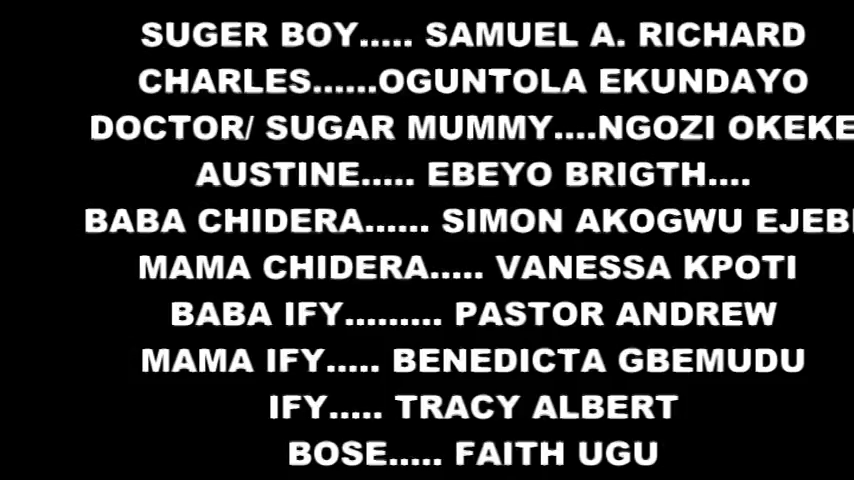 SUGER BOY..... SAMUEL A. RICHARD
CHARLES......OGUNTOLA EKUNDAYO
DOCTOR/ SUGAR MUMMY....NGOZI OKEKE
AUSTINE..... EBEYO BRIGTH....
BABA CHIDERA...... SIMON AKOGWU
MAMA CHIDERA..... VANESSA KPOTI
BABA IFY......... PASTOR ANDREW
MAMA IFY..... BENEDICTA GBEMUDU
IFY..... TRACY ALBERT
BOSE..... FAITH UGU